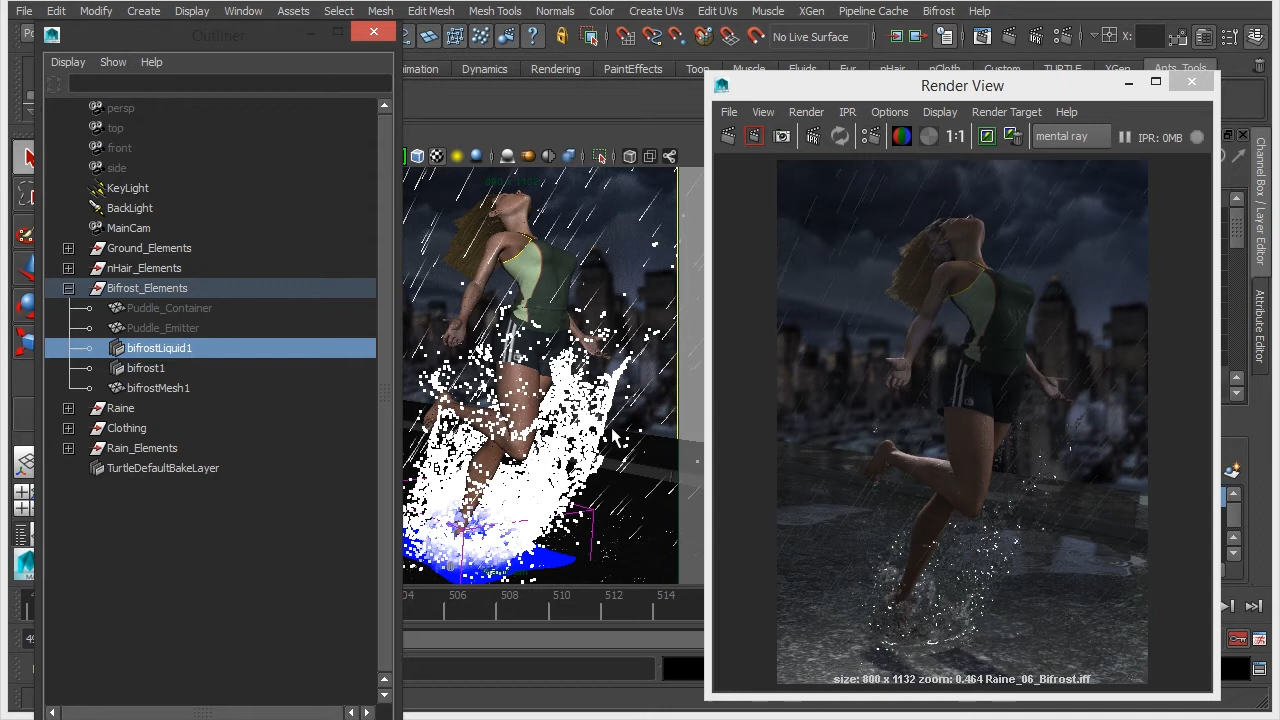 File Edit Modify Create Display Window Assets Select Mesh Edit Mesh Mesh Tools Normals Color Create UVs Edit UVs Muscle XGen Pipeline Cache Bifrost Help
Outliner
No Live Surface
X:
Display Show Help
Dynamics Rendering PaintEffects Toon Muscle Fluids Fur nHair nCloth Custom TURTLE XGen Ants_Tools
Render View
File View Render IPR Options Display Render Target Help
1:1 mental ray IPR: 0MB
persp
top
front
side
KeyLight
BackLight
MainCam
Ground_Elements
nHair_Elements
Bifrost_Elements
Puddle_Container
Puddle_Emitter
bifrostLiquid1
bifrost1
bifrostMesh1
Raine
Clothing
Rain_Elements
TurtleDefaultBakeLayer
Channel Box / Layer Editor
Attribute Editor
506 508 510 512 514
size: 800 x 1132 zoom: 0.464 Raine_06_Bifrost.iff